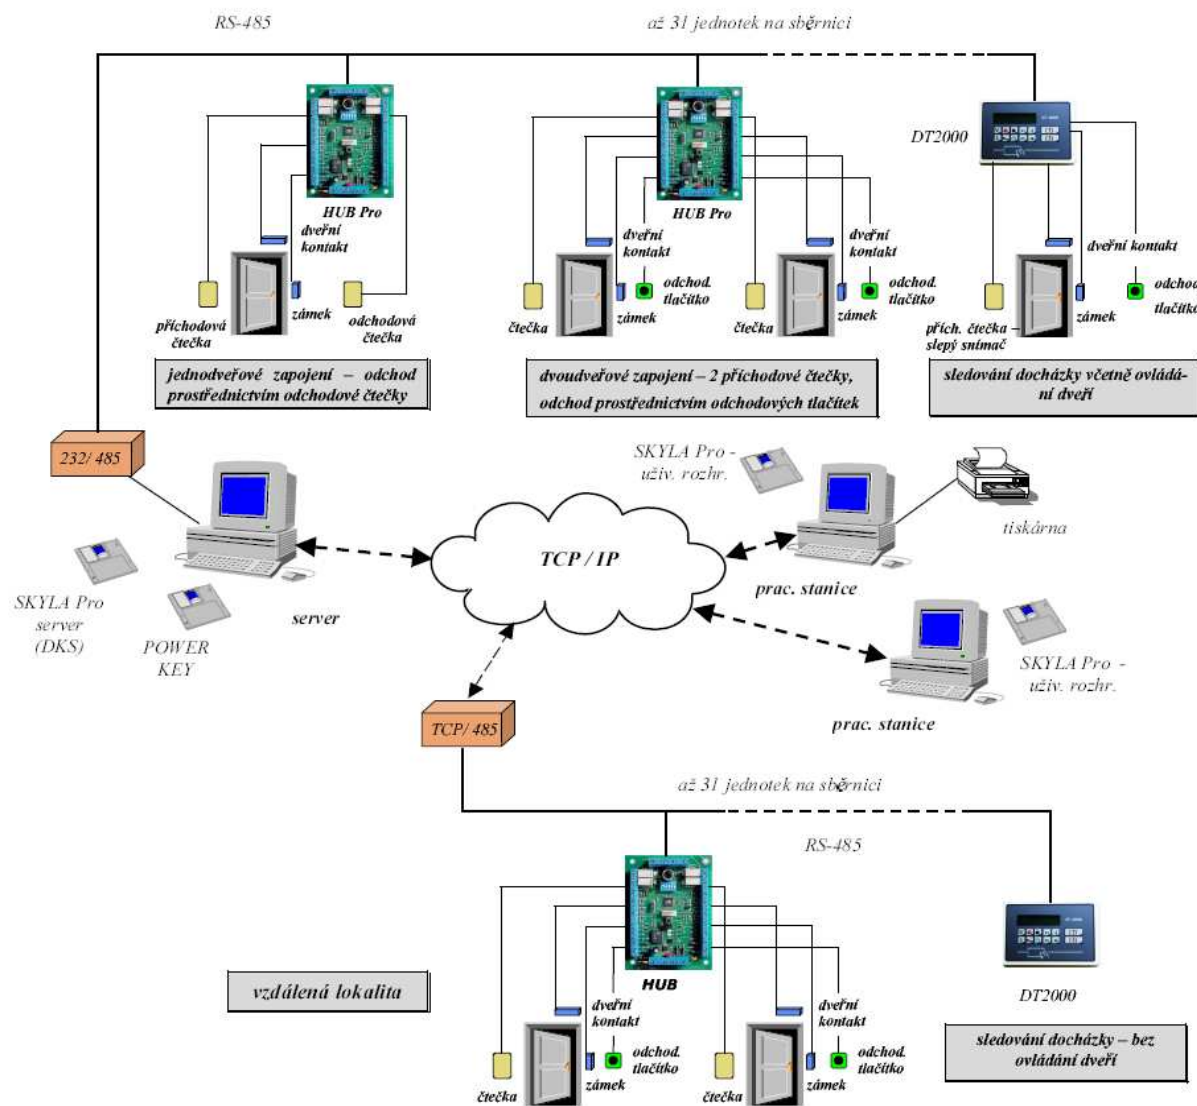 RS-485
až 31 jednotek na sběrnici
DT2000
HUB Pro
dveřní
kontakt
zámek
příchodová
čtečka
odchodová
čtečka
HUB Pro
dveřní
kontakt
odchod.
tlačítko
čtečka
zámek
dveřní
kontakt
odchod.
tlačítko
čtečka
zámek
dveřní kontakt
odchod.
tlačítko
přích. čtečka
slepý snímač
zámek
jednodveřové zapojení – odchod
prostřednictvím odchodové čtečky
dvoudveřové zapojení – 2 příchodové čtečky,
odchod prostřednictvím odchodových tlačítek
sledování docházky včetně ovládá-
ní dveří
232/ 485
SKYLA Pro -
uživ. rozhr.
tiskárna
TCP / IP
prac. stanice
SKYLA Pro
server
(DKS)
POWER
KEY
server
SKYLA Pro -
uživ. rozhr.
prac. stanice
TCP/ 485
až 31 jednotek na sběrnici
RS-485
HUB
DT2000
vzdálená lokalita
dveřní
kontakt
odchod.
tlačítko
čtečka
zámek
dveřní
kontakt
odchod.
tlačítko
čtečka
zámek
sledování docházky – bez
ovládání dveří